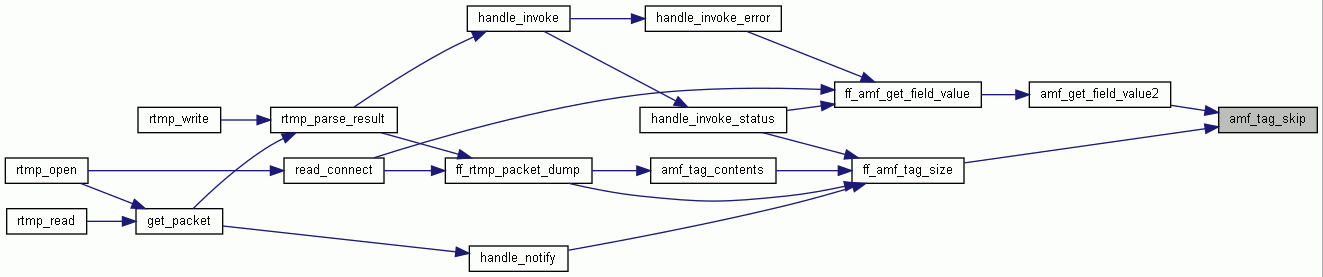 handle_invoke
handle_invoke_error
ff_amf_get_field_value
amf_get_field_value2
rtmp_write
rtmp_parse_result
handle_invoke_status
amf_tag_skip
rtmp_open
read_connect
ff_rtmp_packet_dump
amf_tag_contents
ff_amf_tag_size
rtmp_read
get_packet
handle_notify